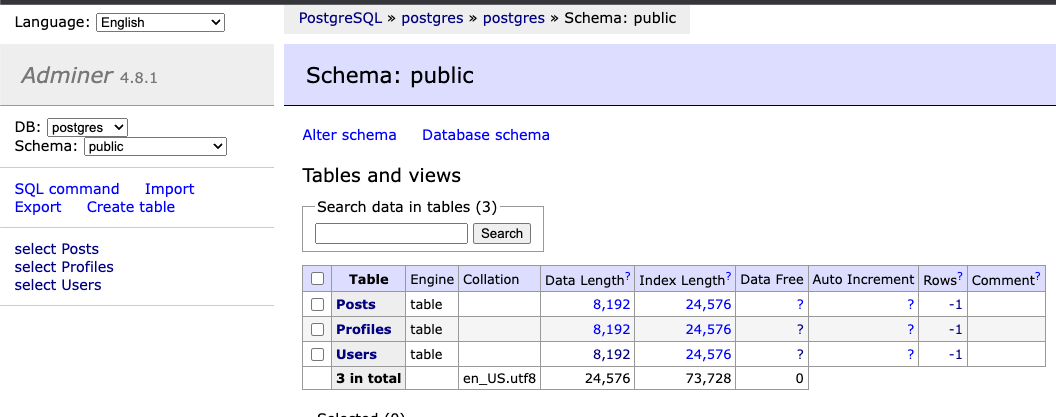 Language: English
PostgreSQL » postgres » postgres » Schema: public
Adminer 4.8.1
Schema: public
DB: postgres
Schema: public
SQL command Import
Export Create table
select Posts
select Profiles
select Users
Alter schema Database schema
Tables and views
Search data in tables (3)
Search
Table Engine Collation Data Length? Index Length? Data Free Auto Increment Rows? Comment?
Posts table 8,192 24,576 ? ? -1
Profiles table 8,192 24,576 ? ? -1
Users table 8,192 24,576 ? ? -1
3 in total en_US.utf8 24,576 73,728 0
Selected (0)